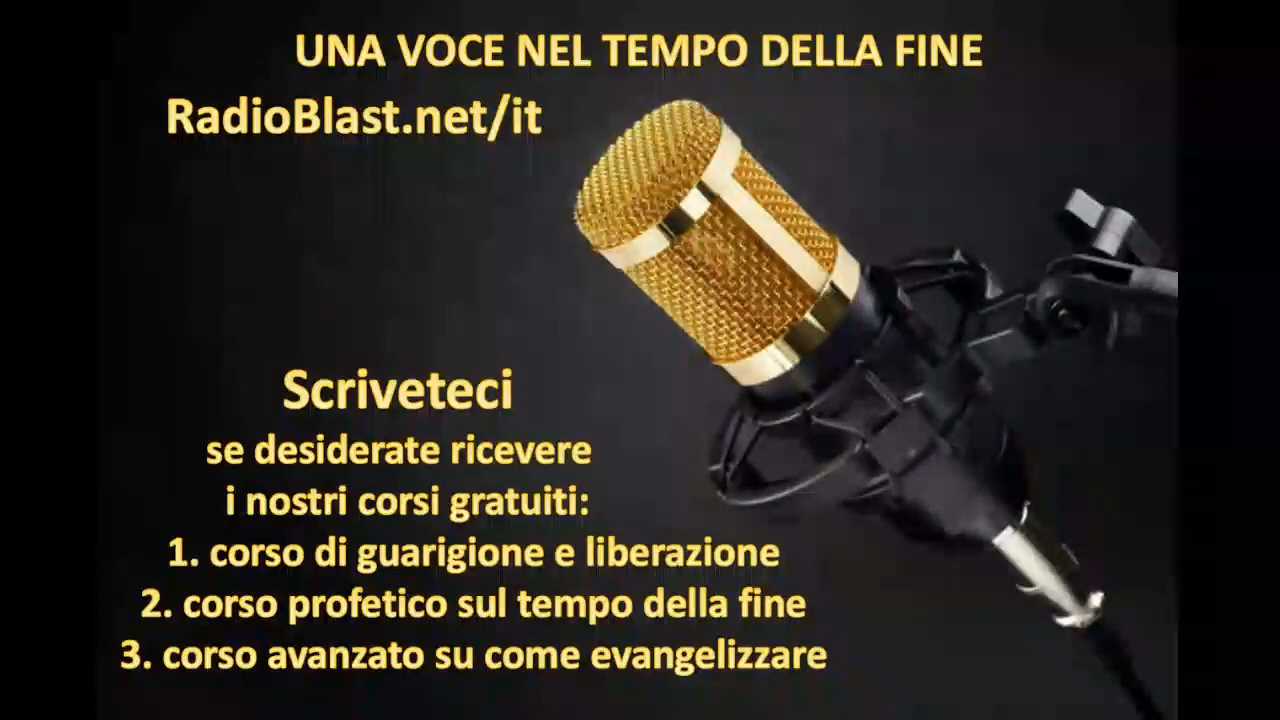 UNA VOCE NEL TEMPO DELLA FINE
RadioBlast.net/it
Scriveteci
se desiderate ricevere
i nostri corsi gratuiti:
1. corso di guarigione e liberazione
2. corso profetico sul tempo della fine
3. corso avanzato su come evangelizzare